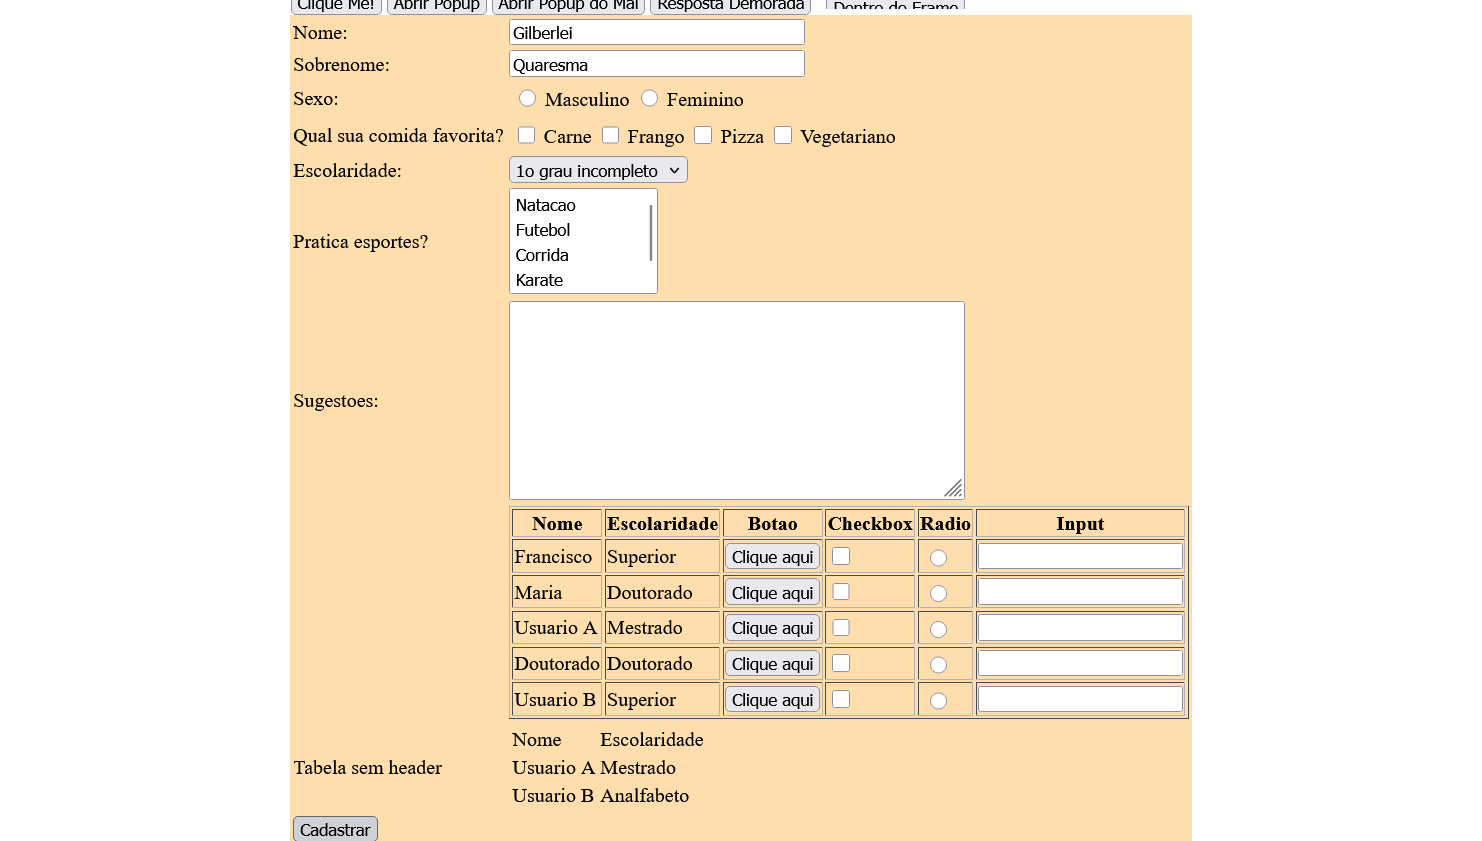 Clique Me! Abrir Popup Abrir Popup do Mal Resposta Demorada Dentro do Frame
Nome: Gilberlei
Sobrenome: Quaresma
Sexo: Masculino Feminino
Qual sua comida favorita? Carne Frango Pizza Vegetariano
Escolaridade: 1o grau incompleto
Natacao
Futebol
Pratica esportes?
Corrida
Karate
Sugestoes:
Nome Escolaridade Botao Checkbox Radio Input
Francisco Superior Clique aqui
Maria Doutorado Clique aqui
Usuario A Mestrado Clique aqui
Doutorado Doutorado Clique aqui
Usuario B Superior Clique aqui
Nome Escolaridade
Tabela sem header Usuario A Mestrado
Usuario B Analfabeto
Cadastrar